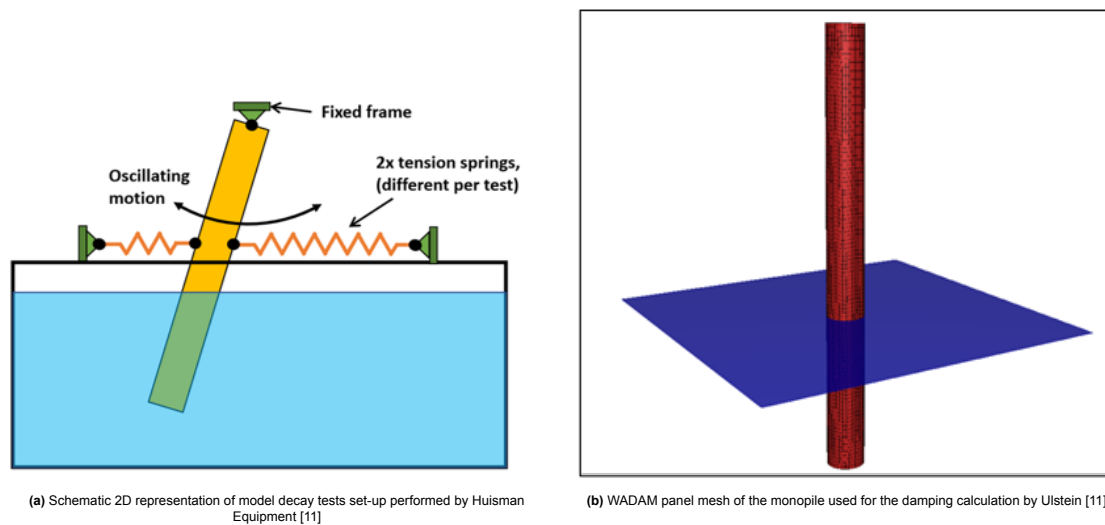 Fixed frame
Oscillating
motion
2x tension springs,
(different per test)
(a) Schematic 2D representation of model decay tests set-up performed by Huisman
Equipment [11]
(b) WADAM panel mesh of the monopile used for the damping calculation by Ulstein [11]